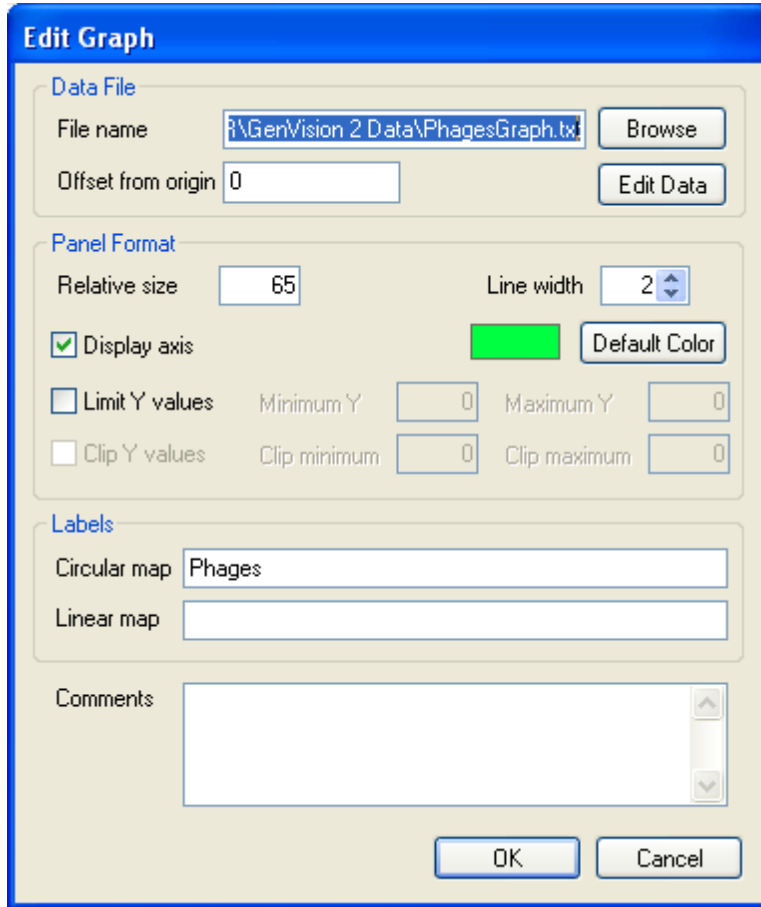 Edit Graph
Data File
File name R\GenVision 2 Data\PhagesGraph.txt Browse
Offset from origin 0 Edit Data
Panel Format
Relative size 65 Line width 2
Display axis Default Color
Limit Y values Minimum Y 0 Maximum Y 0
Clip Y values Clip minimum 0 Clip maximum 0
Labels
Circular map Phages
Linear map
Comments
OK Cancel